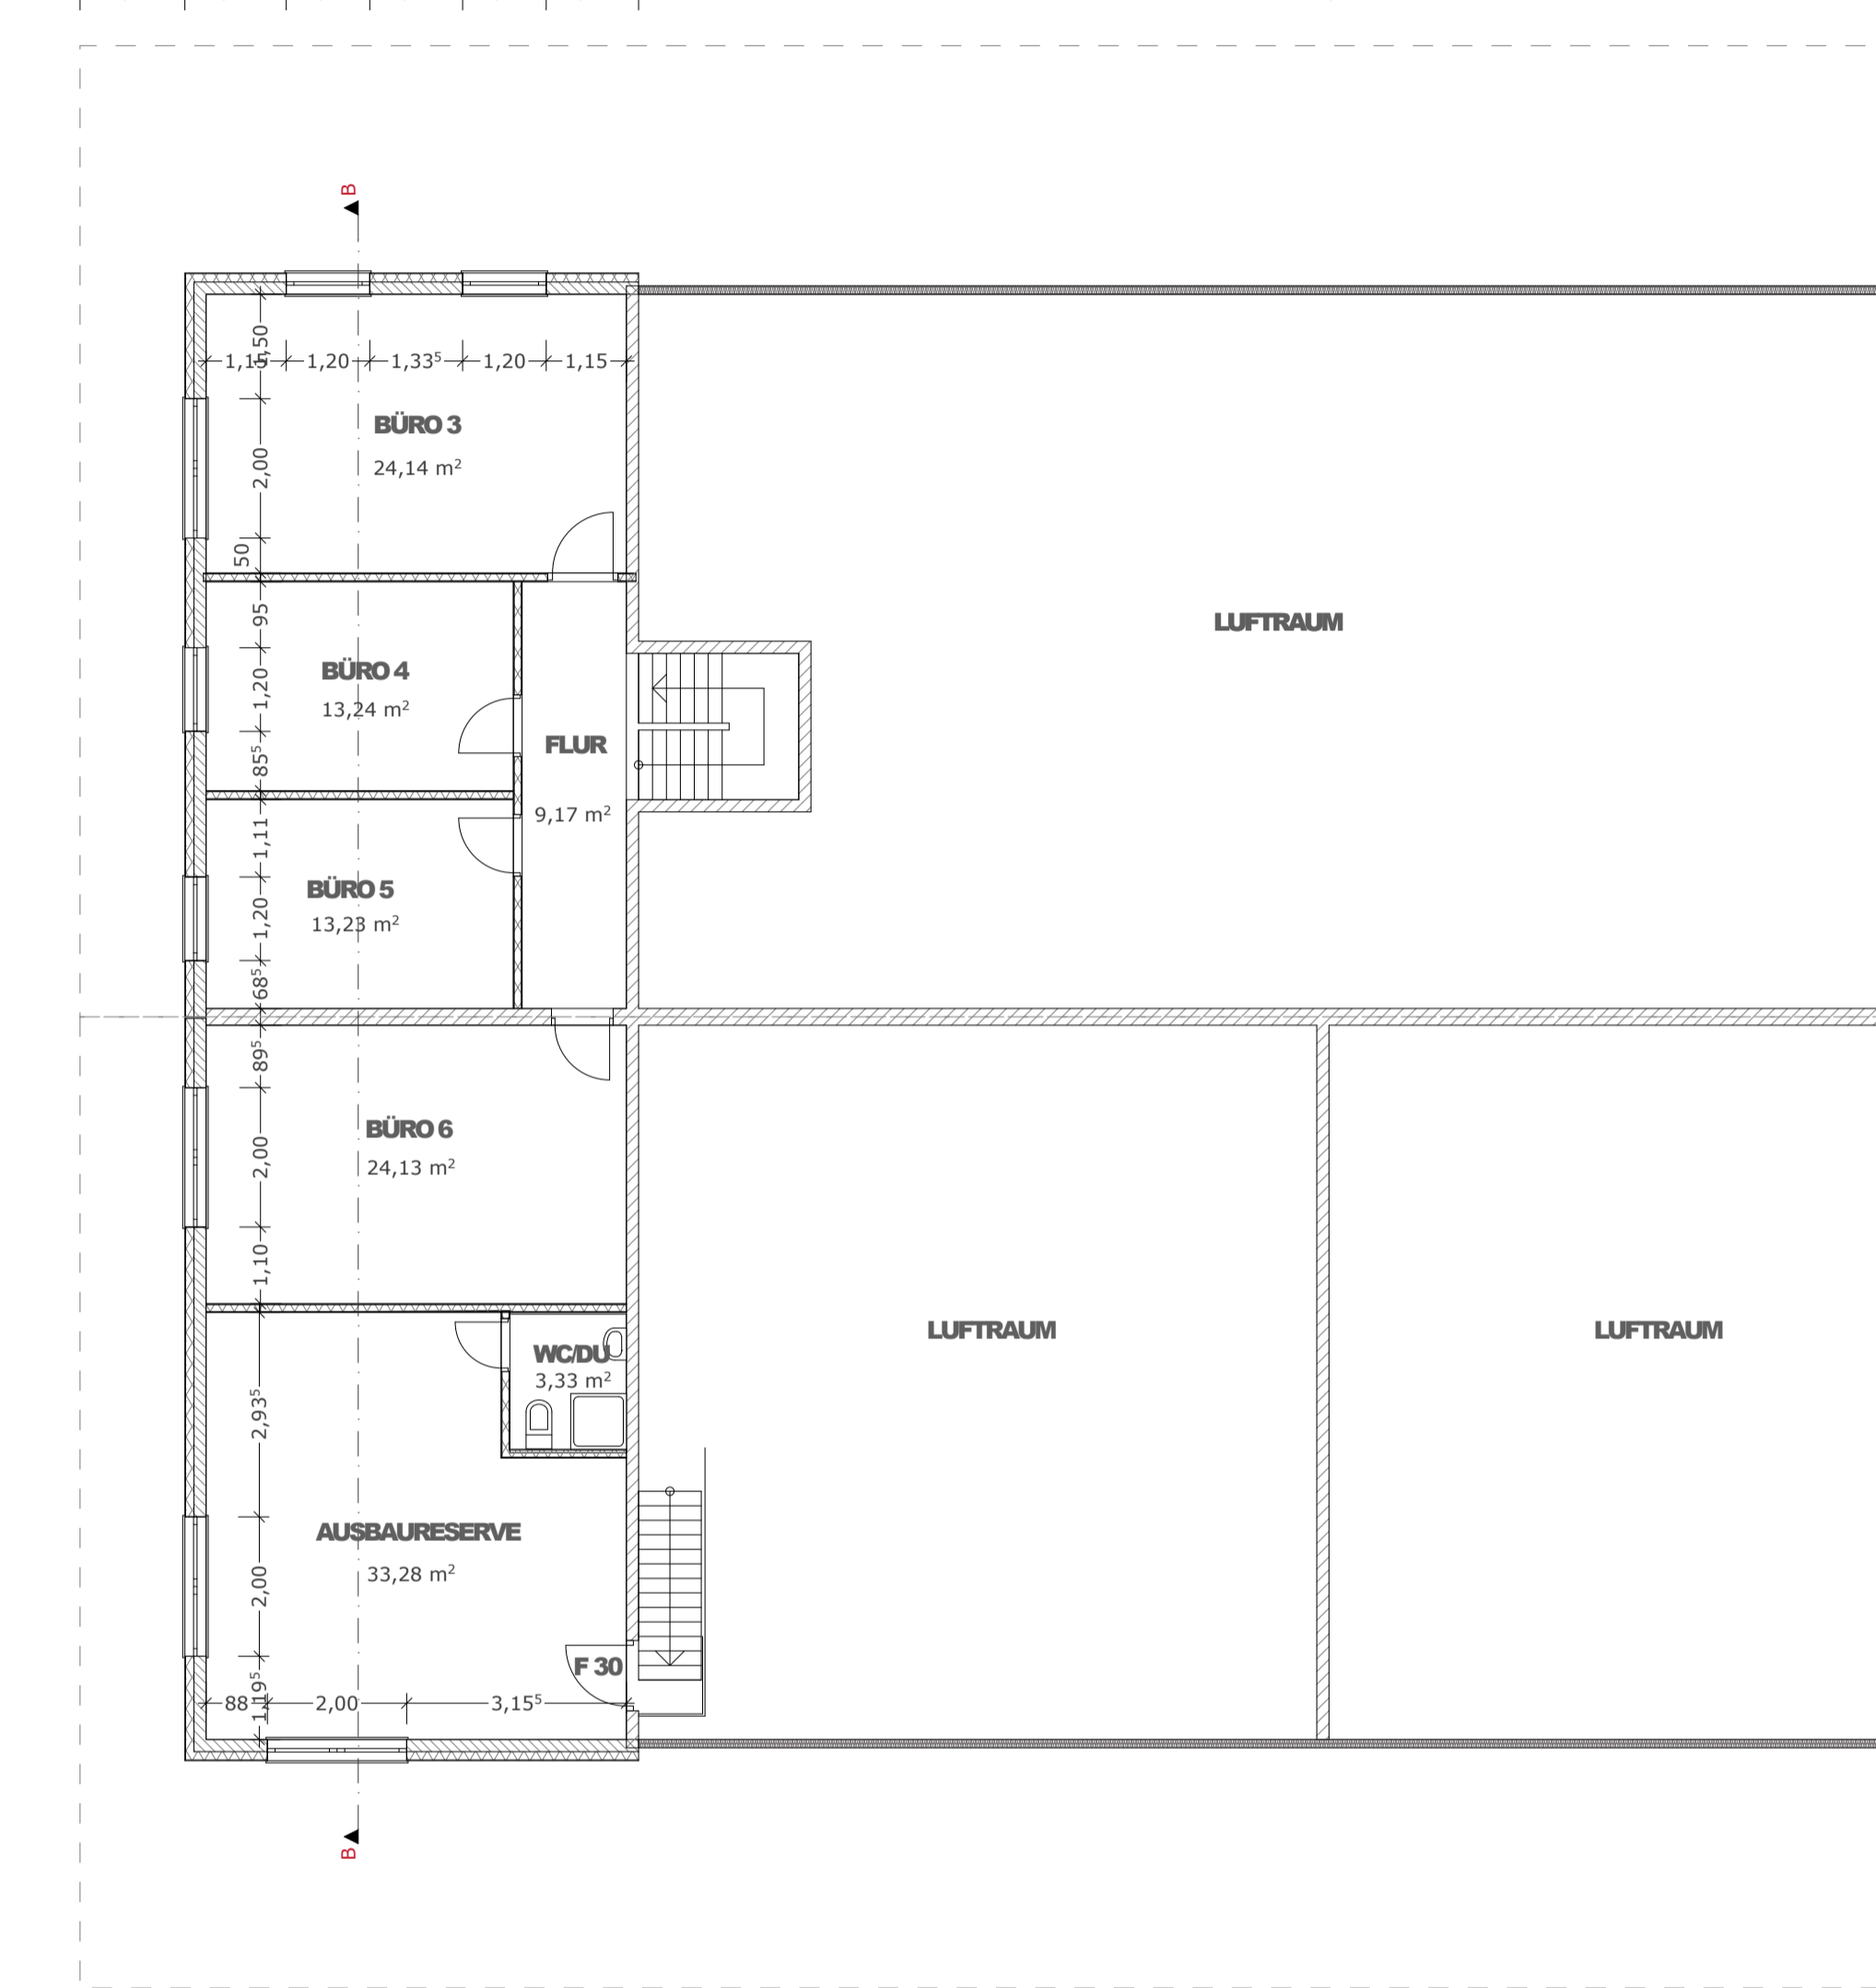 B
1,50
1,15 1,20 1,33⁵ 1,20 1,15
BÜRO 3
24,14 m²
2,00
50
95
LUFTRAUM
BÜRO 4
13,24 m²
1,20
FLUR
85⁵
9,17 m²
1,11
BÜRO 5
13,23 m²
1,20
68⁵
89⁵
BÜRO 6
24,13 m²
2,00
1,10
LUFTRAUM
LUFTRAUM
WC/DU
3,33 m²
2,93⁵
AUSBAURESERVE
33,28 m²
2,00
F 30
1,19⁵
88 2,00 3,15⁵
B